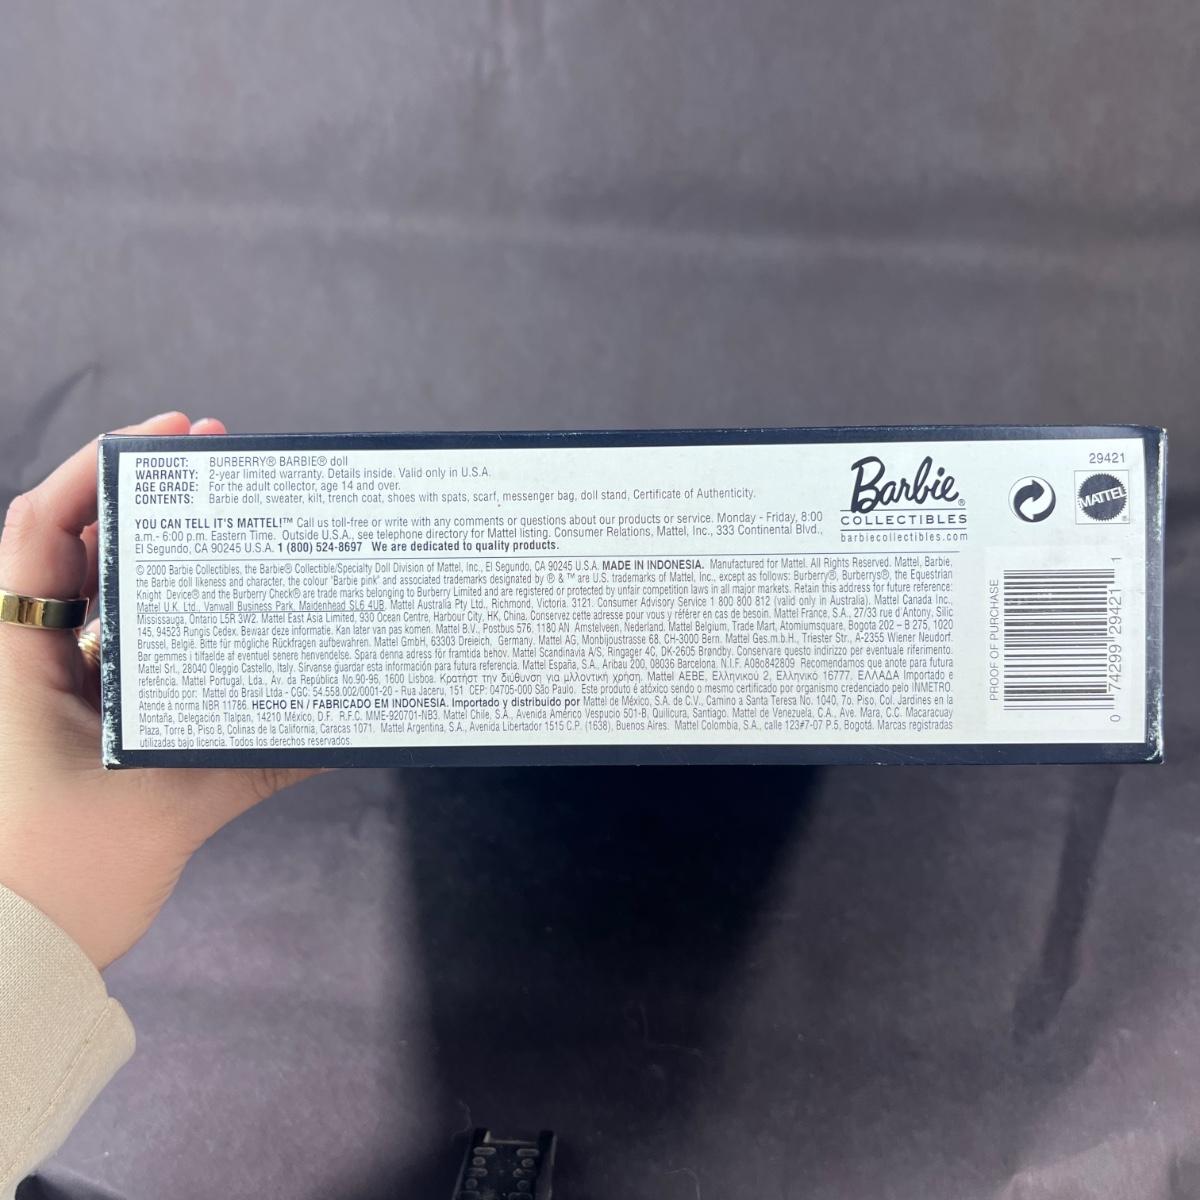 PRODUCT: BURBERRY® BARBIE® doll
WARRANTY: 2-year limited warranty. Details inside. Valid only in U.S.A.
AGE GRADE: For the adult collector, age 14 and over.
CONTENTS: Barbie doll, sweater, kilt, trench coat, shoes with spats, scarf, messenger bag, doll stand, Certificate of Authenticity.
YOU CAN TELL IT'S MATTEL!™ Call us toll-free or write with any comments or questions about our products or service. Monday - Friday, 8:00
a.m.- 6:00 p.m. Eastern Time. Outside U.S.A., see telephone directory for Mattel listing. Consumer Relations, Mattel, Inc., 333 Continental Blvd.,
El Segundo, CA 90245 U.S.A. 1 (800) 524-8697 We are dedicated to quality products.
© 2000 Barbie Collectibles, the Barbie® Collectible/Specialty Doll Division of Mattel, Inc., El Segundo, CA 90245 U.S.A. MADE IN INDONESIA. Manufactured for Mattel. All Rights Reserved. Mattel, Barbie,
the Barbie doll likeness and character, the colour 'Barbie pink' and associated trademarks designated by ® & ™ are U.S. trademarks of Mattel, Inc., except as follows: Burberry®, Burberrys®, the Equestrian
Knight Device® and the Burberry Check® are trade marks belonging to Burberry Limited and are registered or protected by unfair competition laws in all major markets. Retain this address for future reference:
Mattel U.K. Ltd., Vanwall Business Park, Maidenhead SL6 4UB. Mattel Australia Pty Ltd., Richmond, Victoria. 3121. Consumer Advisory Service 1 800 800 812 (valid only in Australia). Mattel Canada Inc.,
Mississauga, Ontario L5R 3W2. Mattel East Asia Limited, 930 Ocean Centre, Harbour City, HK, China. Conservez cette adresse pour vous y référer en cas de besin. Mattel France, S.A., 27/33 rue d'Antony, Silic
145, 94523 Rungis Cedex. Bewaar deze informatie. Kan later van pas komen. Mattel B.V., Postbus 576, 1180 AN Amstelveen, Nederland. Mattel Belgium, Trade Mart, Atomiumsquare, Bogota 202 – B 275, 1020
Brussel, België. Bitte für mögliche Rückfragen aufbewahren. Mattel GmbH, 63303 Dreieich, Germany. Mattel AG, Monbijoustrasse 68, CH-3000 Bern. Mattel Ges.m.b.H., Triester Str., A-2355 Wiener Neudorf.
Bør gemmes i tilfælde af eventuel senere henvendelse. Spara denna adress för framtida behov. Mattel Scandinavia A/S, Ringager 4C, DK-2605 Brøndby. Conservare questo indirizzo per eventuale riferimento.
Mattel Srl., 28040 Oleggio Castello, Italy. Sírvanse guardar esta información para futura referencia. Mattel España, S.A., Aribau 200, 08036 Barcelona. N.I.F. A08o842809. Recomendamos que anote para futura
referência. Mattel Portugal, Lda., Av. da República No.90-96, 1600 Lisboa. Κρατήστ την διύθυνση για μλλοντική χρήση. Mattel ΑΕΒΕ, Ελληνικού 2, Ελληνικό 16777. ΕΛΛΑΔΑ Importado e
distribuído por: Mattel do Brasil Ltda - CGC: 54.558.002/0001-20 - Rua Jaceru, 151 CEP: 04705-000 São Paulo. Este produto é atóxico sendo o mesmo certificado por organismo credenciado pelo INMETRO.
Atende à norma NBR 11786. HECHO EN / FABRICADO EM INDONESIA. Importado y distribuido por Mattel de México, S.A. de C.V., Camino a Santa Teresa No. 1040, 7o. Piso, Col. Jardines en la
Montaña, Delegación Tlalpan, 14210 México, D.F. R.F.C. MME-920701-NB3. Mattel Chile, S.A., Avenida Américo Vespucio 501-B, Quilicura, Santiago. Mattel de Venezuela, C.A., Ave. Mara, C.C. Macaracuay
Plaza, Torre B, Piso 8, Colinas de la California, Caracas 1071. Mattel Argentina, S.A., Avenida Libertador 1515 C.P. (1638), Buenos Aires. Mattel Colombia, S.A., calle 123#7-07 P.5, Bogotá. Marcas registradas
utilizadas bajo licencia. Todos los derechos reservados.
Barbie®
COLLECTIBLES
barbiecollectibles.com
29421
MATTEL®
PROOF OF PURCHASE
0 74299 29421 1